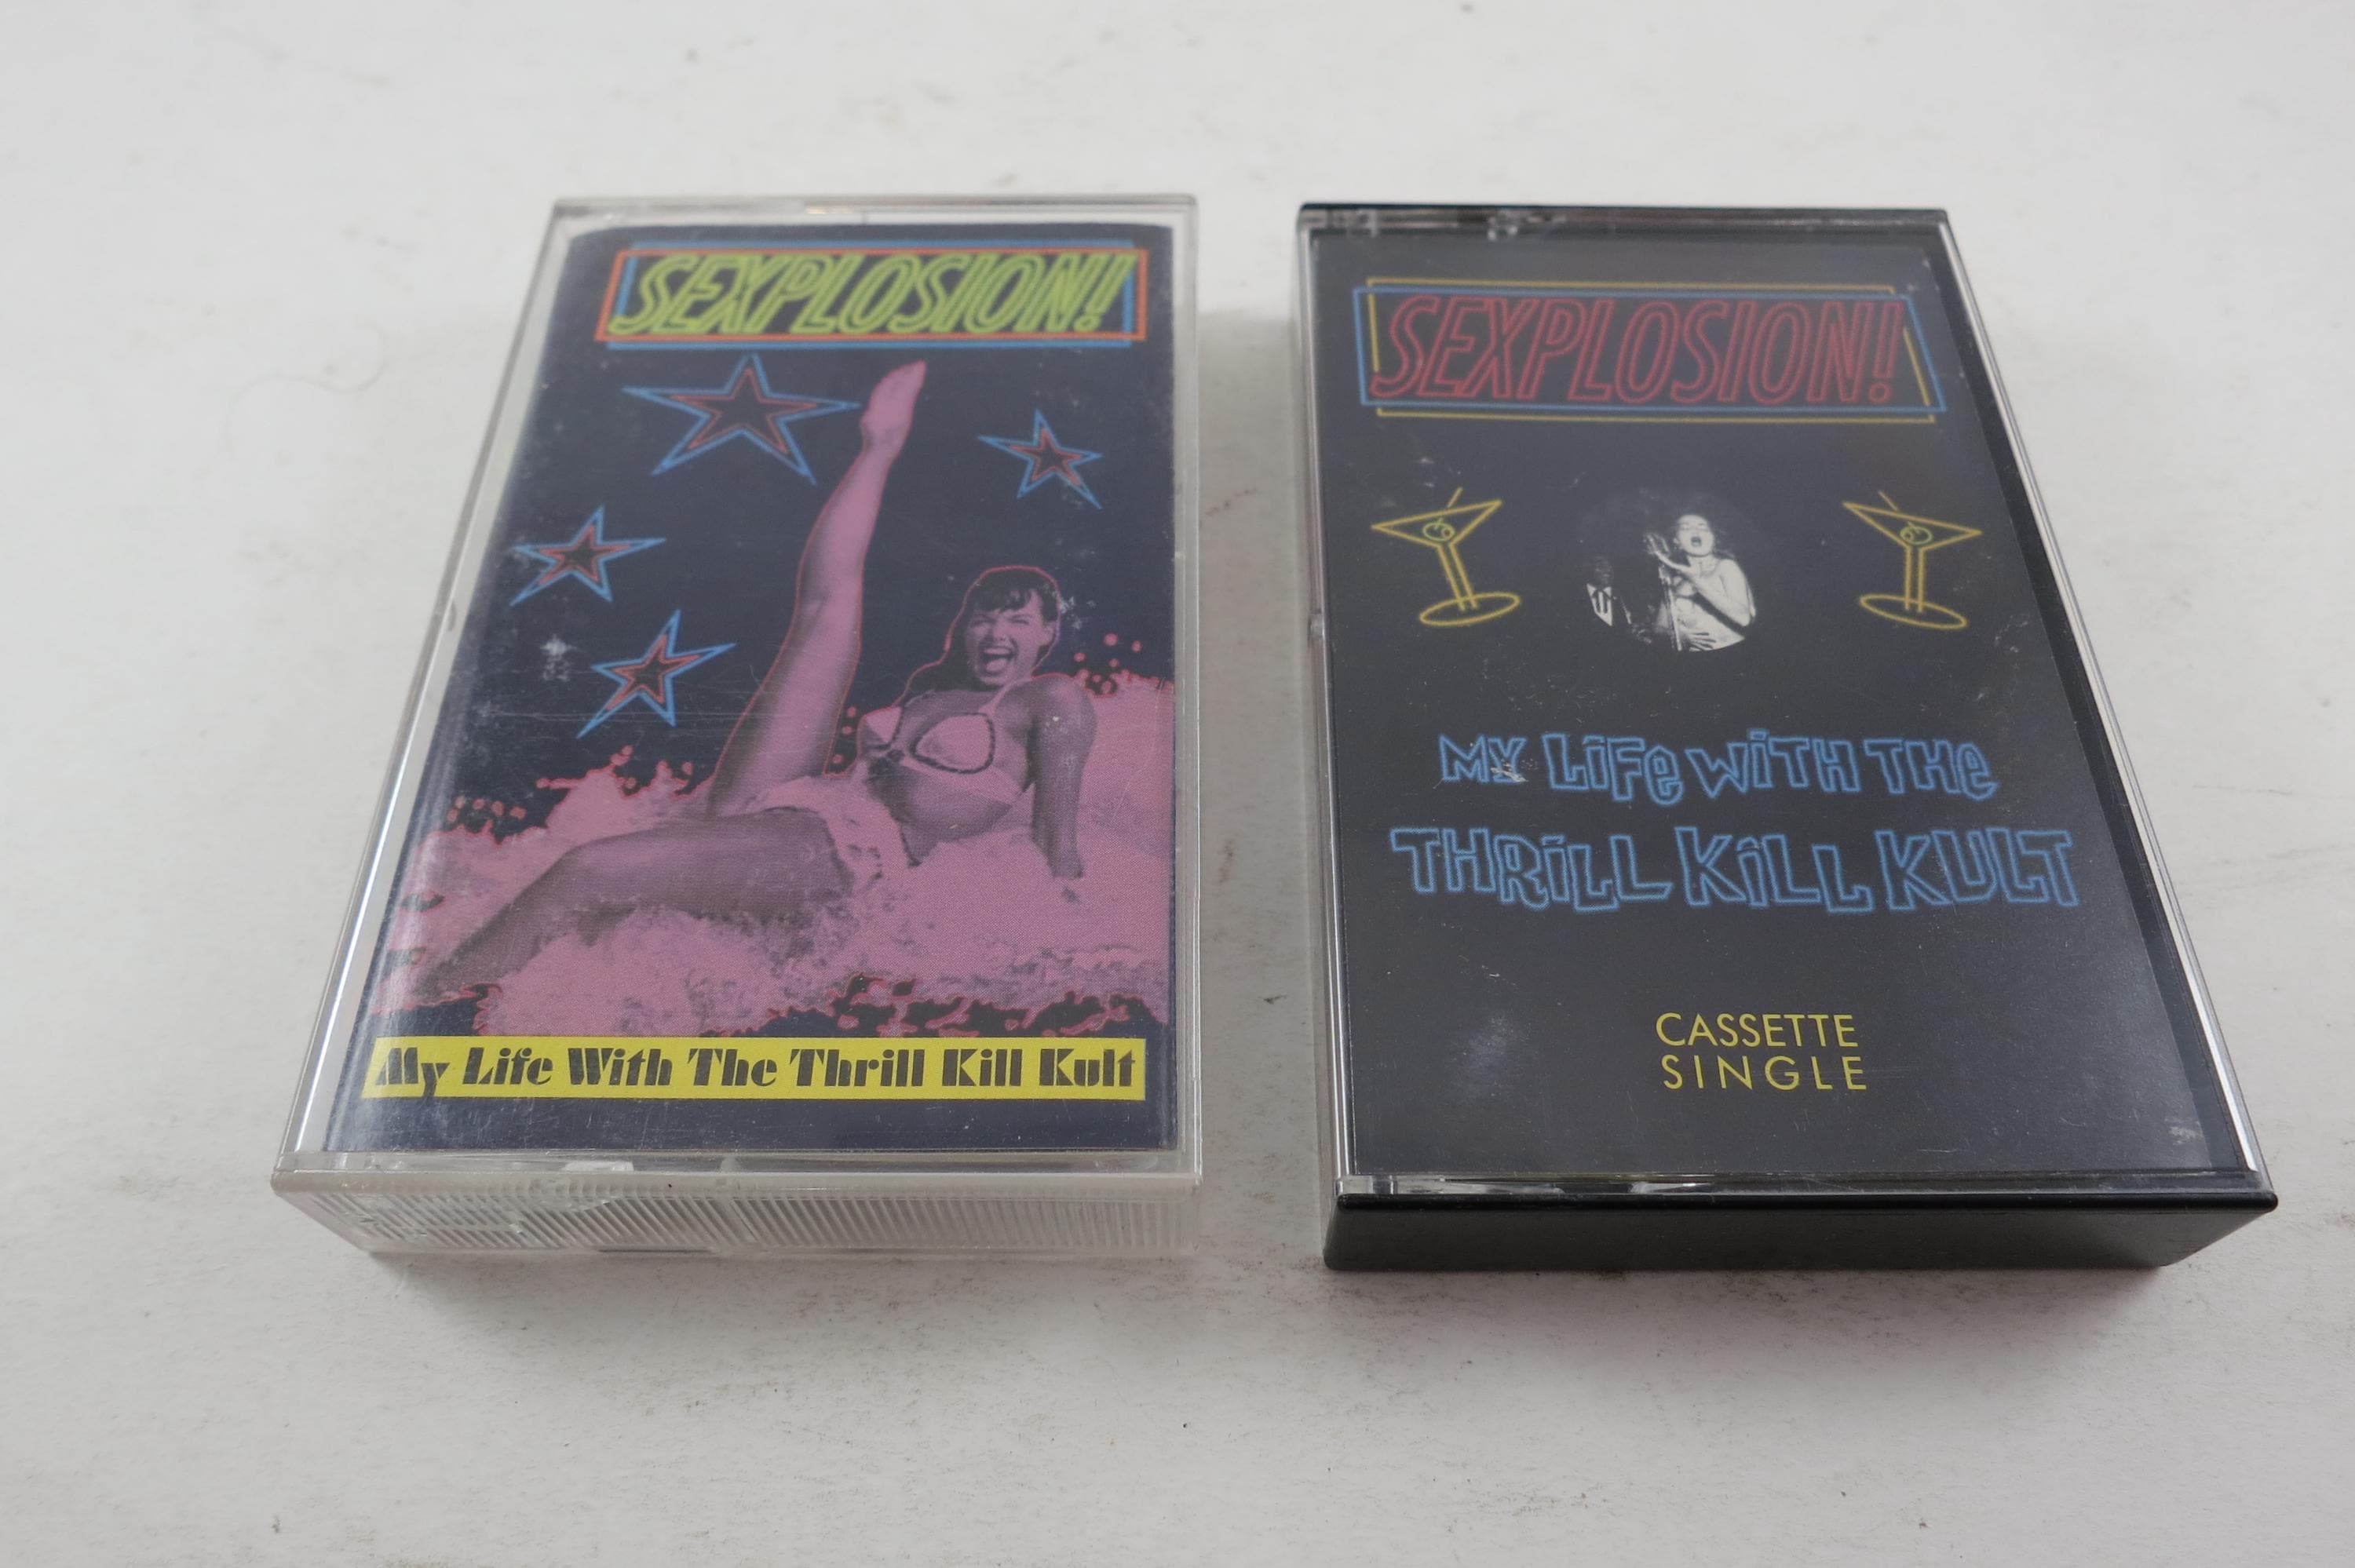 SEXPLOSION!
My Life With The Thrill Kill Kult
SEXPLOSION!
MY LiFe WiTH THe
THRiLL KiLL KULT
CASSETTE
SINGLE